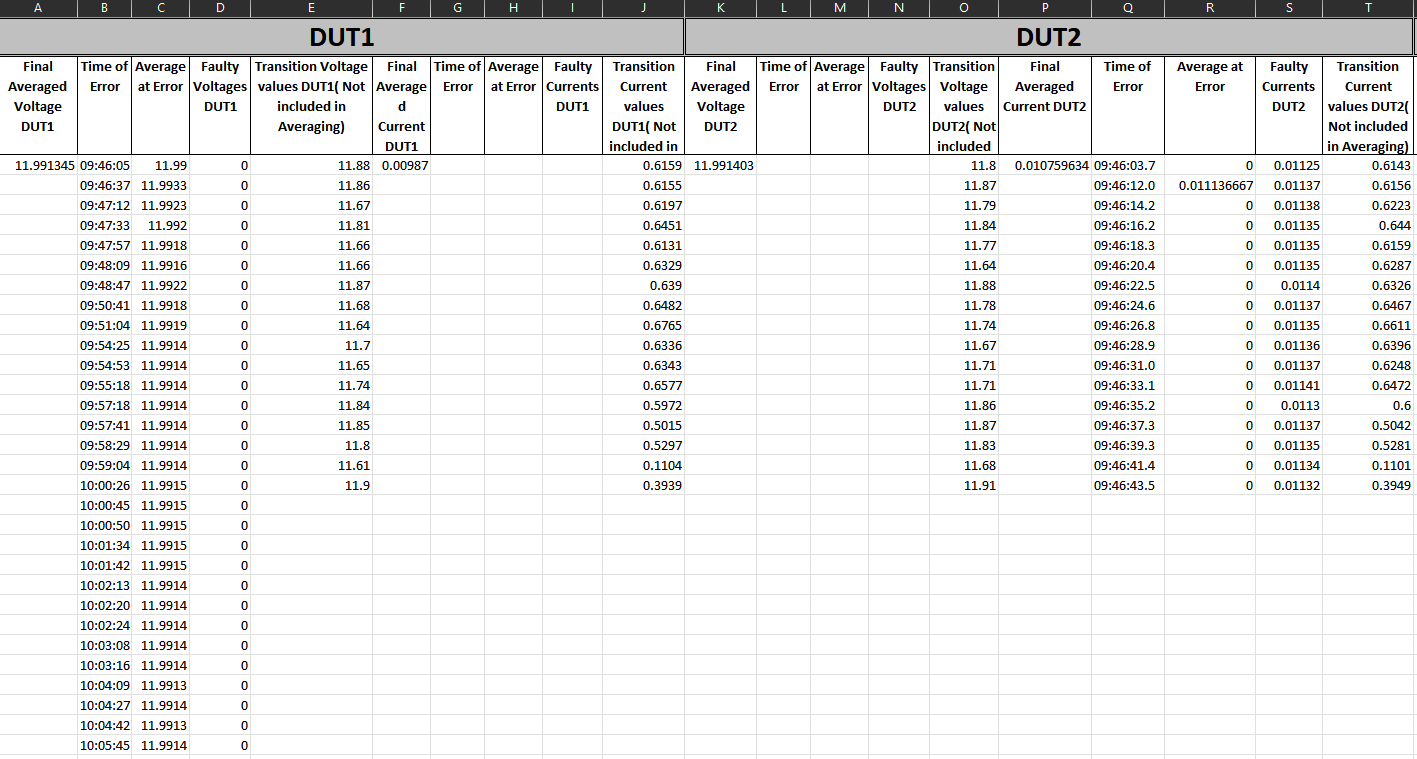 A B C D E F G H I J K L M N O P Q R S T
DUT1 DUT2
Final Averaged Voltage DUT1 Time of Error Average at Error Faulty Voltages DUT1 Transition Voltage values DUT1( Not included in Averaging) Final Average d Current DUT1 Time of Error Average at Error Faulty Currents DUT1 Transition Current values DUT1( Not included in Final Averaged Voltage DUT2 Time of Error Average at Error Faulty Voltages DUT2 Transition Voltage values DUT2( Not included Final Averaged Current DUT2 Time of Error Average at Error Faulty Currents DUT2 Transition Current values DUT2( Not included in Averaging)
11.991345 09:46:05 11.99 0 11.88 0.00987 0.6159 11.991403 11.8 0.010759634 09:46:03.7 0 0.01125 0.6143
09:46:37 11.9933 0 11.86 0.6155 11.87 09:46:12.0 0.011136667 0.01137 0.6156
09:47:12 11.9923 0 11.67 0.6197 11.79 09:46:14.2 0 0.01138 0.6223
09:47:33 11.992 0 11.81 0.6451 11.84 09:46:16.2 0 0.01135 0.644
09:47:57 11.9918 0 11.66 0.6131 11.77 09:46:18.3 0 0.01135 0.6159
09:48:09 11.9916 0 11.66 0.6329 11.64 09:46:20.4 0 0.01135 0.6287
09:48:47 11.9922 0 11.87 0.639 11.88 09:46:22.5 0 0.0114 0.6326
09:50:41 11.9918 0 11.68 0.6482 11.78 09:46:24.6 0 0.01137 0.6467
09:51:04 11.9919 0 11.64 0.6765 11.74 09:46:26.8 0 0.01135 0.6611
09:54:25 11.9914 0 11.7 0.6336 11.67 09:46:28.9 0 0.01136 0.6396
09:54:53 11.9914 0 11.65 0.6343 11.71 09:46:31.0 0 0.01137 0.6248
09:55:18 11.9914 0 11.74 0.6577 11.71 09:46:33.1 0 0.01141 0.6472
09:57:18 11.9914 0 11.84 0.5972 11.86 09:46:35.2 0 0.0113 0.6
09:57:41 11.9914 0 11.85 0.5015 11.87 09:46:37.3 0 0.01137 0.5042
09:58:29 11.9914 0 11.8 0.5297 11.83 09:46:39.3 0 0.01135 0.5281
09:59:04 11.9914 0 11.61 0.1104 11.68 09:46:41.4 0 0.01134 0.1101
10:00:26 11.9915 0 11.9 0.3939 11.91 09:46:43.5 0 0.01132 0.3949
10:00:45 11.9915 0
10:00:50 11.9915 0
10:01:34 11.9915 0
10:01:42 11.9915 0
10:02:13 11.9914 0
10:02:20 11.9914 0
10:02:24 11.9914 0
10:03:08 11.9914 0
10:03:16 11.9914 0
10:04:09 11.9913 0
10:04:27 11.9914 0
10:04:42 11.9913 0
10:05:45 11.9914 0